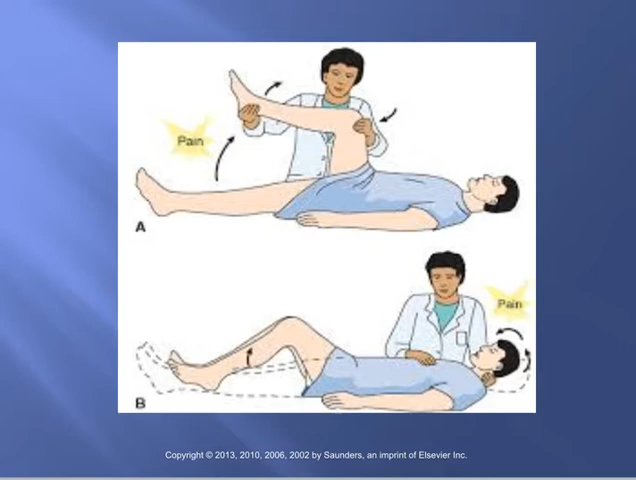 Pain
A
Pain
B
Copyright © 2013, 2010, 2006, 2002 by Saunders, an imprint of Elsevier Inc.